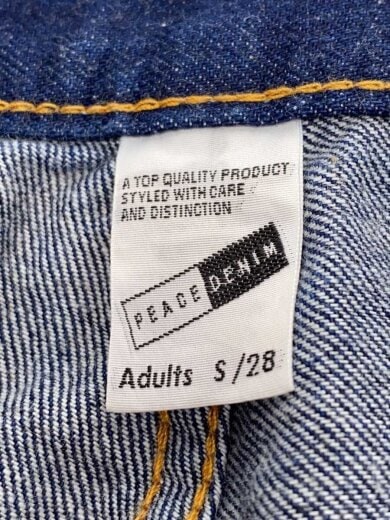 A TOP QUALITY PRODUCT
STYLED WITH CARE
AND DISTINCTION
PEACE DENIM
Adults S/28